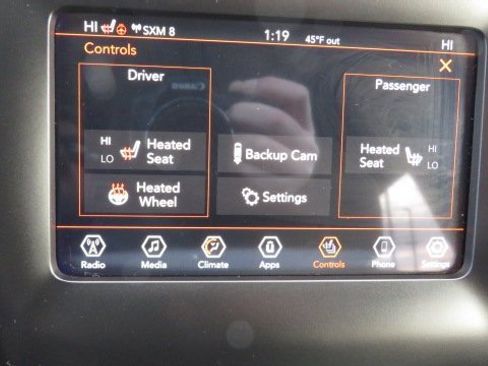 HI SXM 8 1:19 45°F out HI
Controls
Driver
Passenger
HI
LO
Heated
Seat
Backup Cam
Heated
Seat
HI
LO
Heated
Wheel
Settings
Radio Media Climate Apps Controls Phone Settings